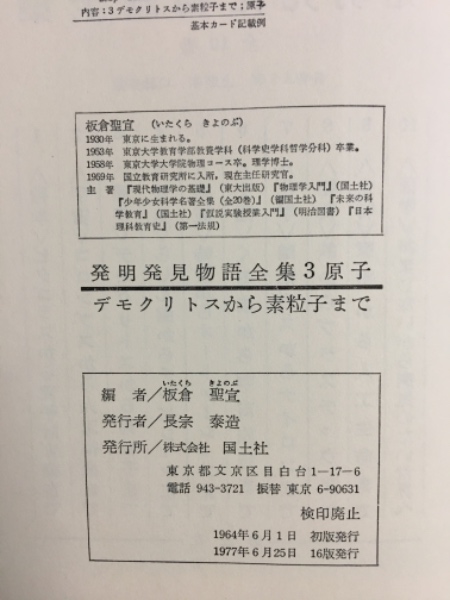 内容：3デモクリトスから素粒子まで；原子
基本カード記載例
板倉聖宣 （いたくら きよのぶ）
1930年 東京に生まれる。
1953年 東京大学教育学部教養学科（科学史学科哲学分科）卒業。
1958年 東京大学大学院物理コース卒。理学博士。
1959年 国立教育研究所に入所。現在主任研究官。
主 著 『現代物理学の基礎』（東大出版）『物理学入門』（国土社）
『少年少女科学名著全集（全20巻）』（国土社）『未来の科
学教育』（国土社）『仮説実験授業入門』（明治図書）『日本
理科教育史』（第一法規）
発明発見物語全集3原子
デモクリトスから素粒子まで
いたくら きよのぶ
編 者／板倉 聖宣
発行者／長宗 泰造
発行所／株式会社 国土社
東京都文京区目白台1－17－6
電話 943-3721 振替 東京 6-90631
検印廃止
1964年6月1日 初版発行
1977年6月25日 16版発行